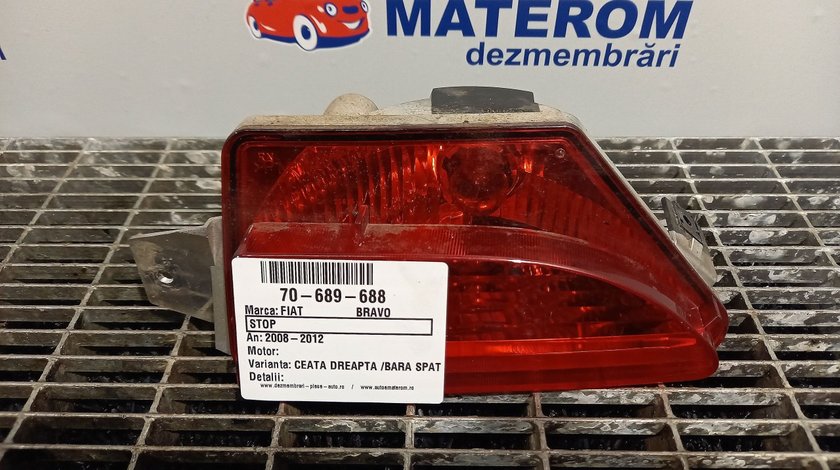 MATEROM
dezmembrări
70-689-688
Marca: FIAT BRAVO
STOP
An: 2008-2012
Motor:
Varianta: CEATA DREAPTA /BARA SPAT
Detalii:
www.dezmembrari-piese-auto.ro / www.automaterom.ro